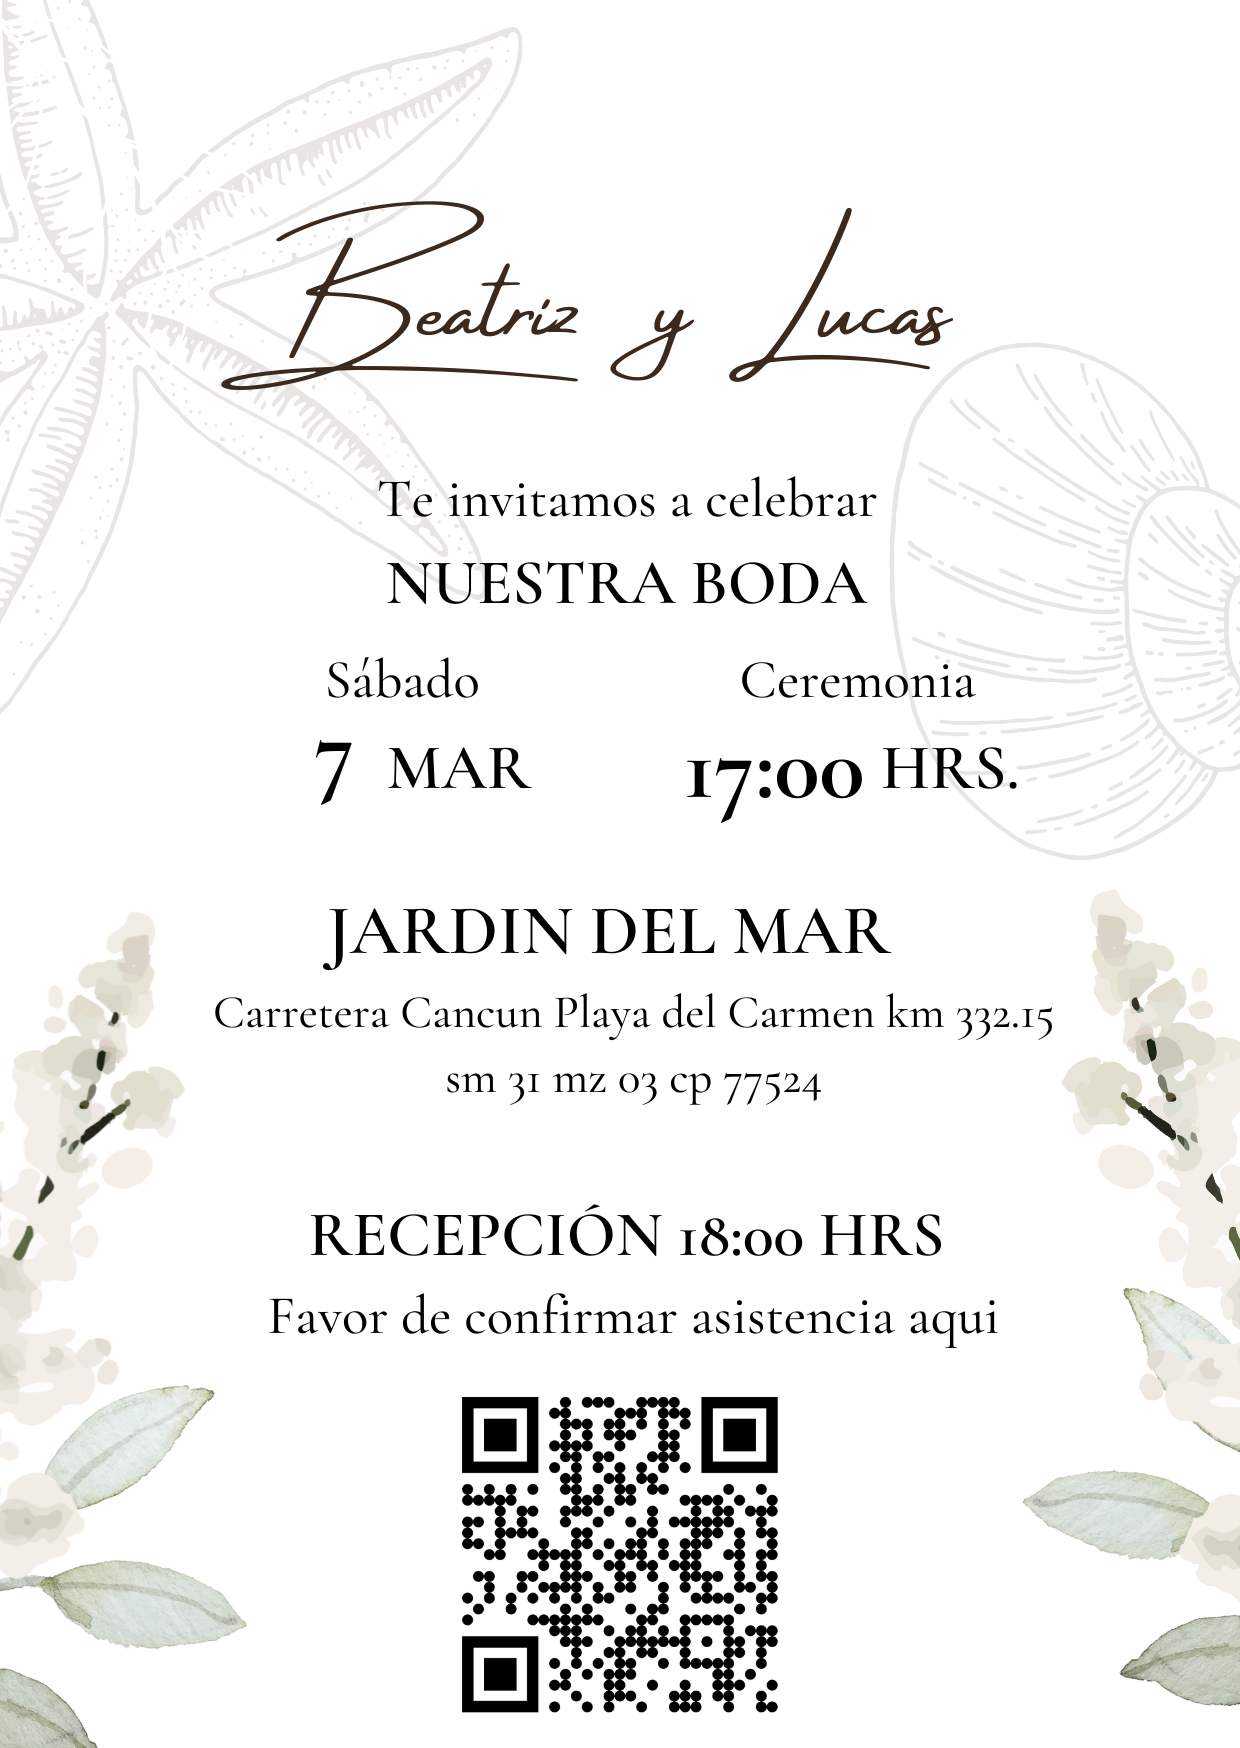 Beatriz y Lucas
Te invitamos a celebrar
NUESTRA BODA
Sábado
7 MAR
Ceremonia
17:00 HRS.
JARDIN DEL MAR
Carretera Cancun Playa del Carmen km 332.15
sm 31 mz 03 cp 77524
RECEPCIÓN 18:00 HRS
Favor de confirmar asistencia aqui